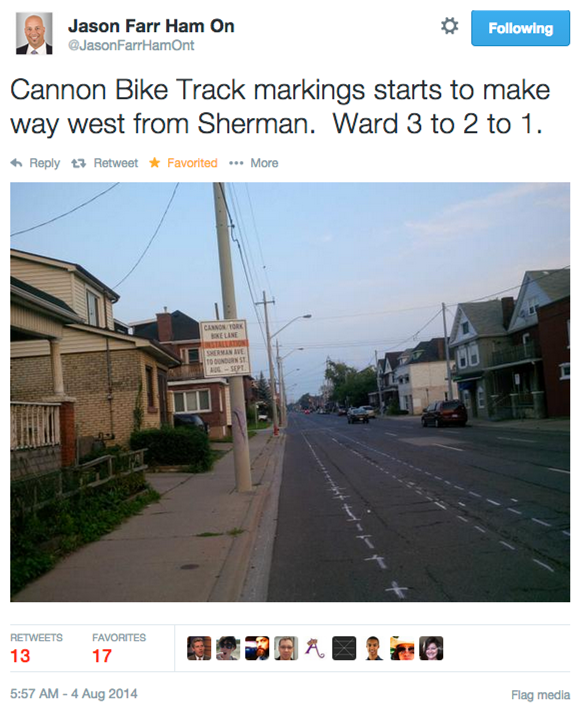 Jason Farr Ham On
@JasonFarrHamOnt
Following
Cannon Bike Track markings starts to make
way west from Sherman.  Ward 3 to 2 to 1.
Reply
Retweet
Favorited
More
CANNON / YORK
BIKE LANE
INSTALLATION
SHERMAN AVE.
TO DUNDURN ST.
AUG. - SEPT.
RETWEETS
FAVORITES
13
17
5:57 AM - 4 Aug 2014
Flag media